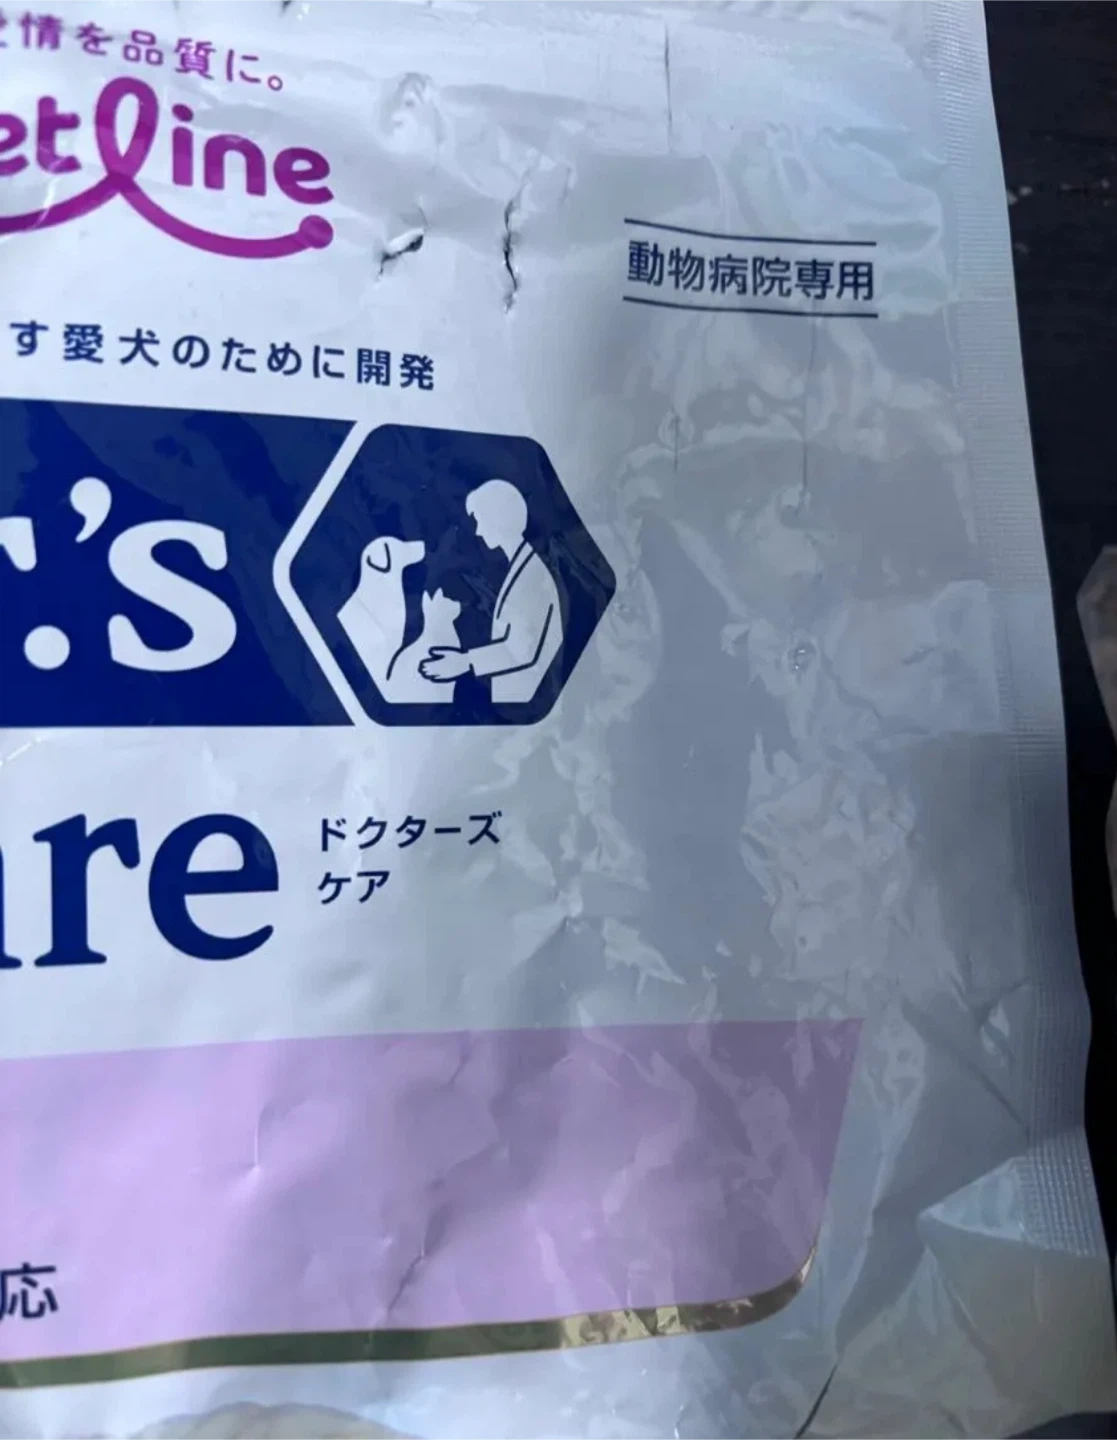 情を品質に。
etline
動物病院専用
す愛犬のために開発
r.'s
are
ドクターズ
ケア
応